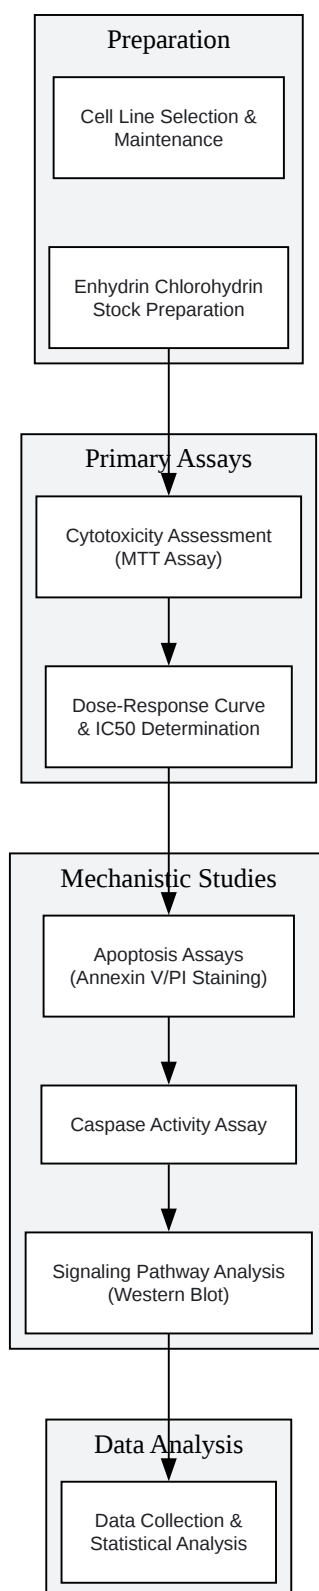 Preparation
Cell Line Selection &
Maintenance
Enhydrin Chlorohydrin
Stock Preparation
Primary Assays
Cytotoxicity Assessment
(MTT Assay)
Dose-Response Curve
& IC50 Determination
Mechanistic Studies
Apoptosis Assays
(Annexin V/PI Staining)
Caspase Activity Assay
Signaling Pathway Analysis
(Western Blot)
Data Analysis
Data Collection &
Statistical Analysis